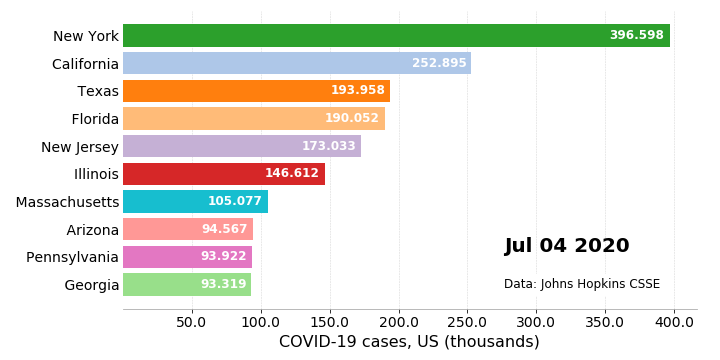 New York 396.598
California 252.895
Texas 193.958
Florida 190.052
New Jersey 173.033
Illinois 146.612
Massachusetts 105.077
Arizona 94.567
Pennsylvania 93.922
Georgia 93.319
Jul 04 2020
Data: Johns Hopkins CSSE
50.0 100.0 150.0 200.0 250.0 300.0 350.0 400.0
COVID-19 cases, US (thousands)